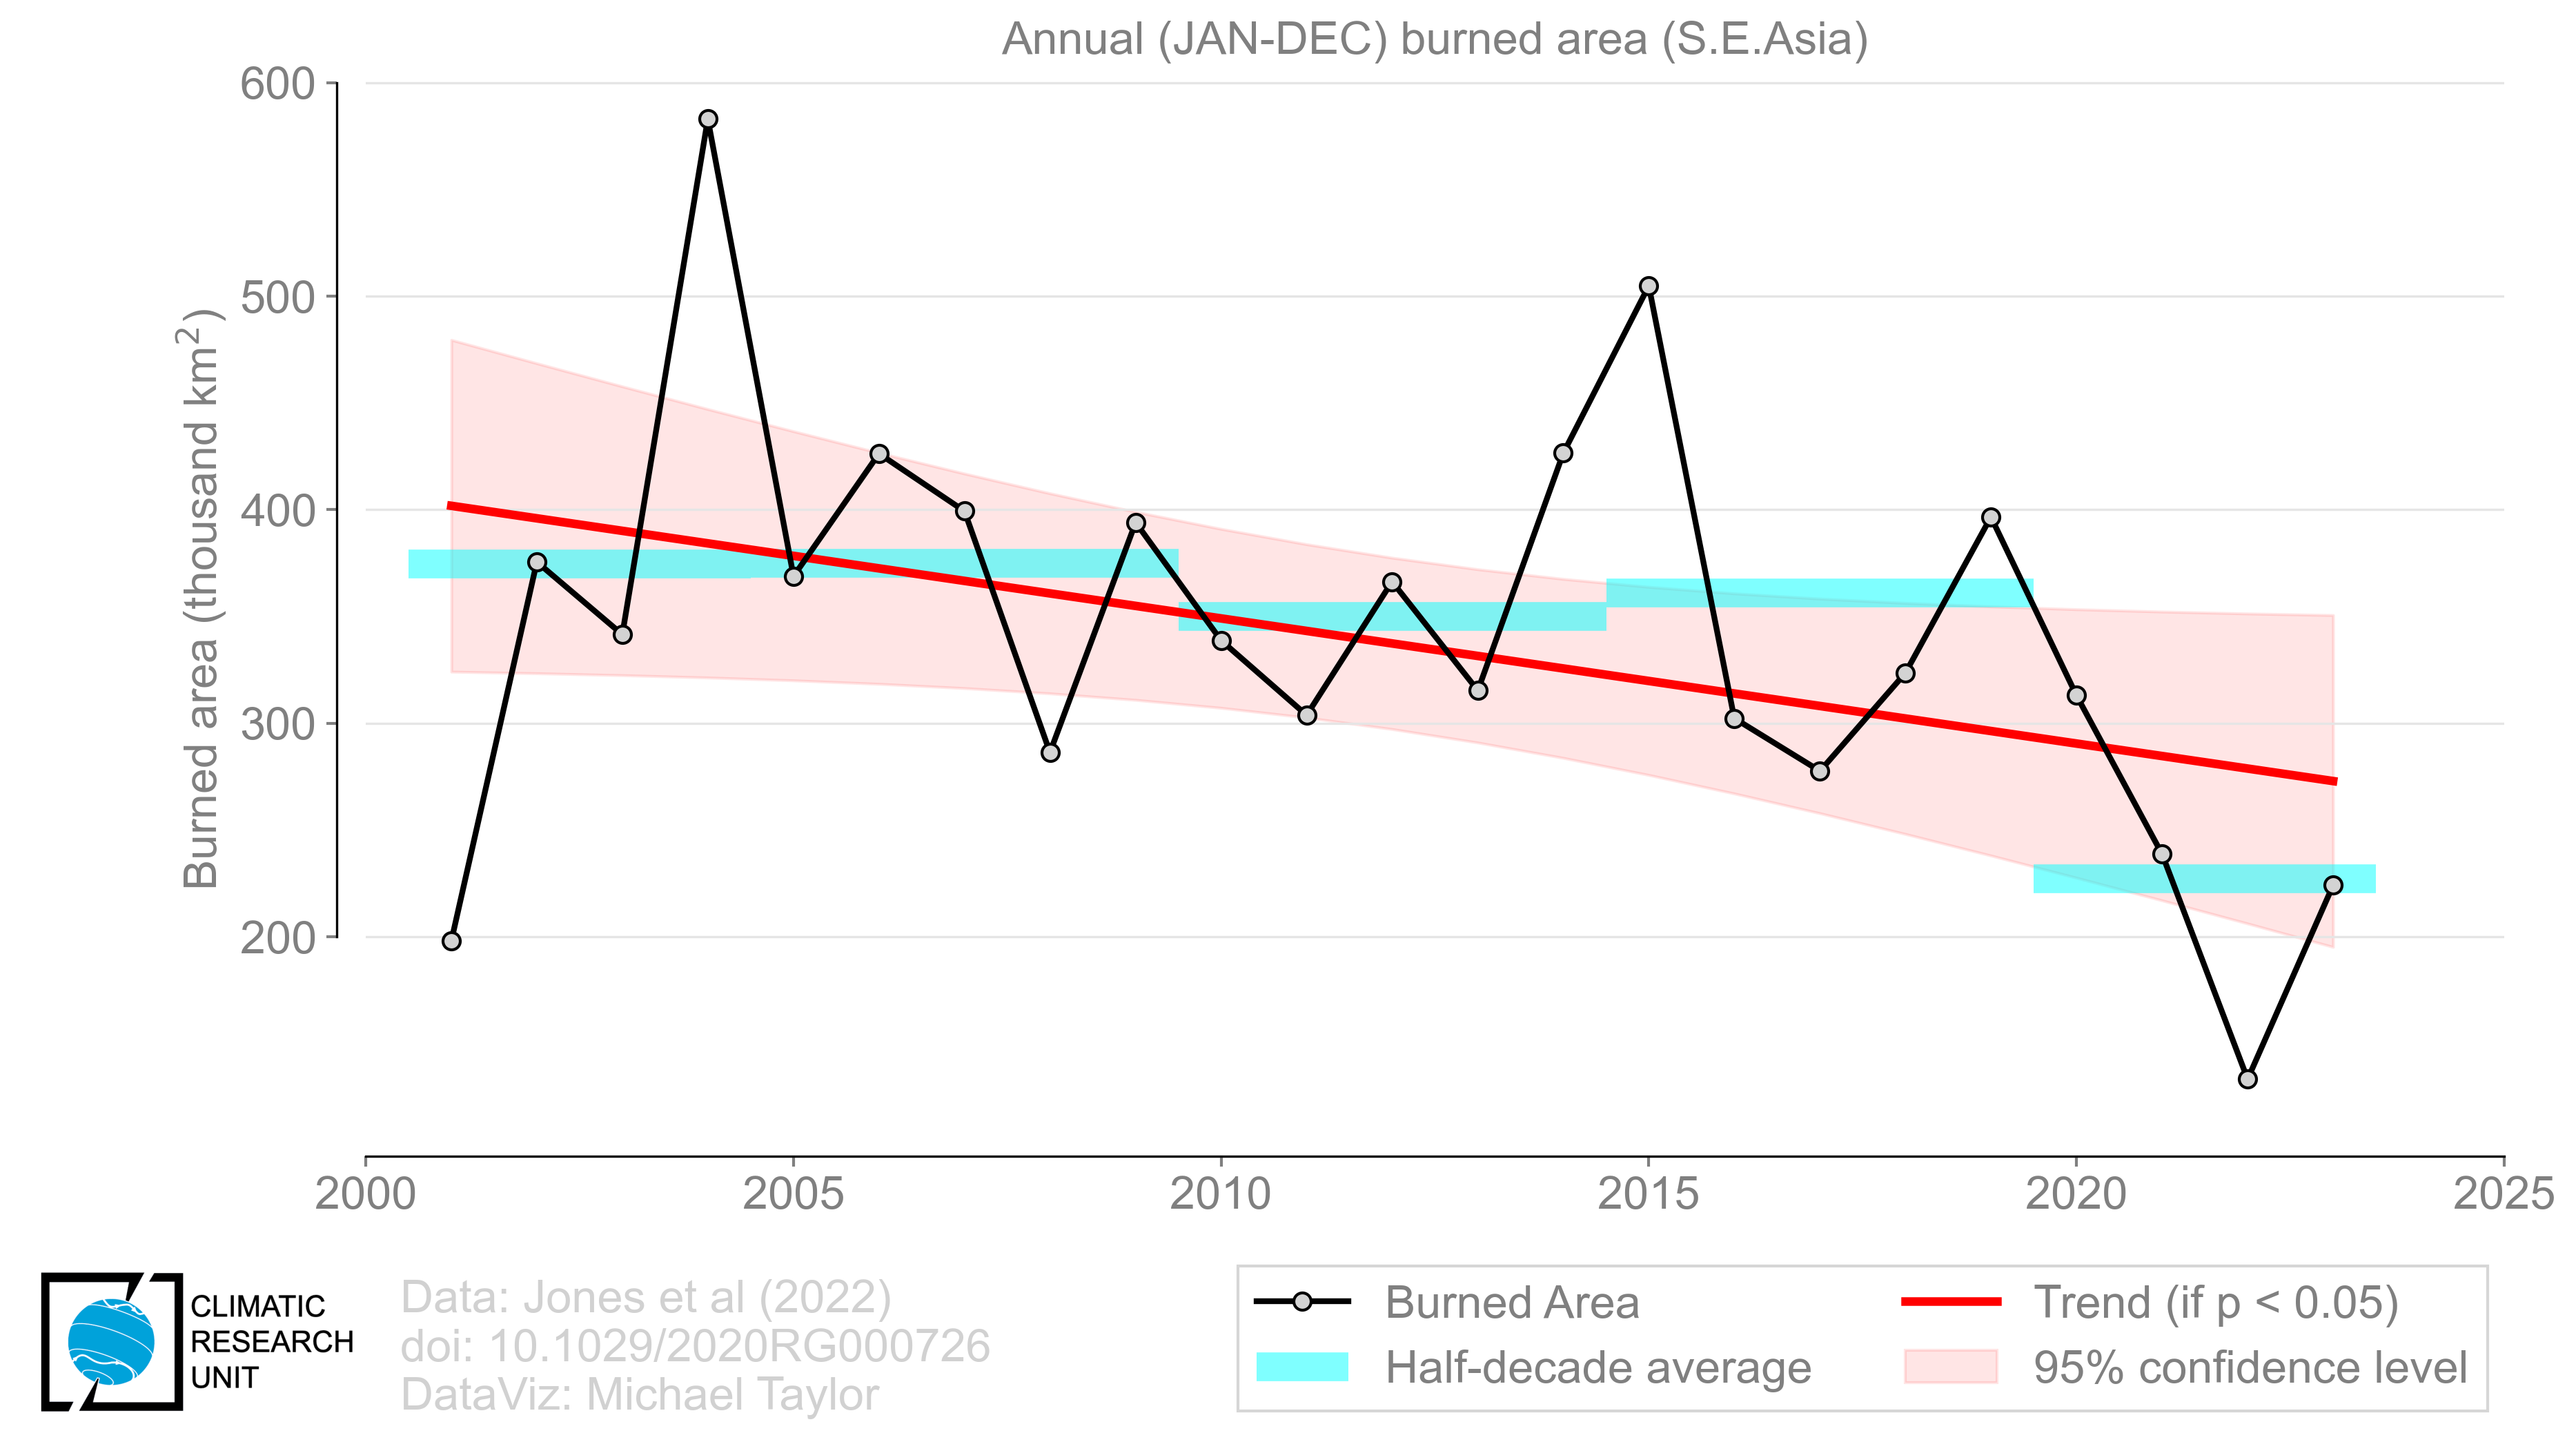 Annual (JAN-DEC) burned area (S.E.Asia)
Burned area (thousand km²)
600
500
400
300
200
2000 2005 2010 2015 2020 2025
CLIMATIC
RESEARCH
UNIT
Data: Jones et al (2022)
doi: 10.1029/2020RG000726
DataViz: Michael Taylor
Burned Area
Half-decade average
Trend (if p < 0.05)
95% confidence level